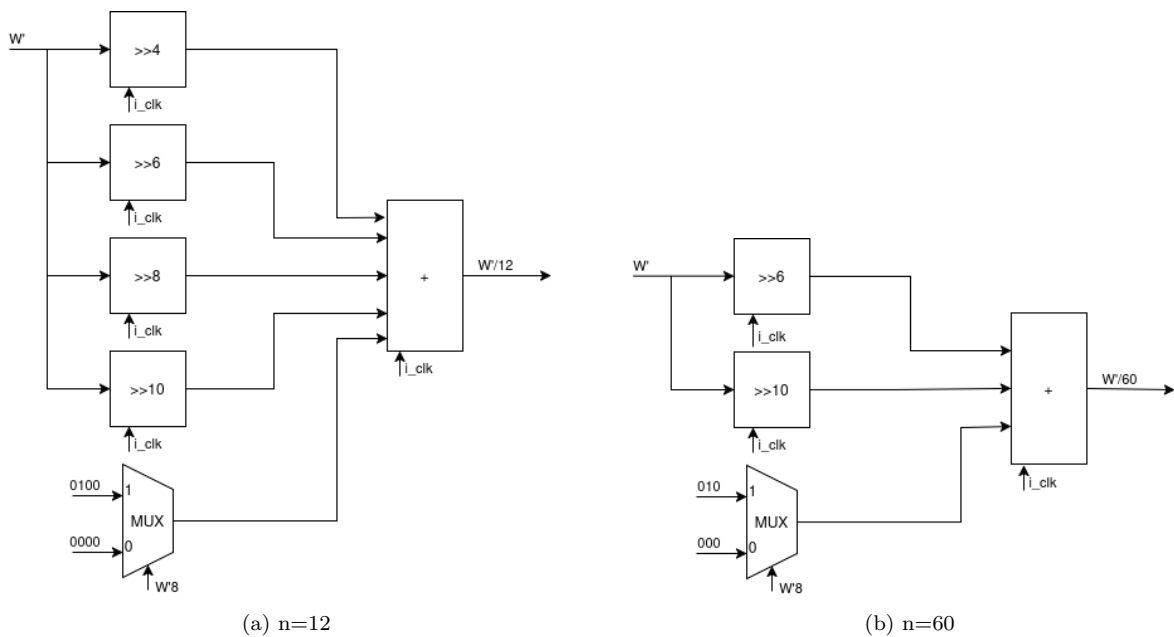 W'
>>4
i_clk
>>6
i_clk
>>8
i_clk
>>10
i_clk
+
i_clk
W'/12
0100
1
MUX
0000
0
W'8
(a) n=12
W'
>>6
i_clk
>>10
i_clk
+
i_clk
W'/60
010
1
MUX
000
0
W'8
(b) n=60